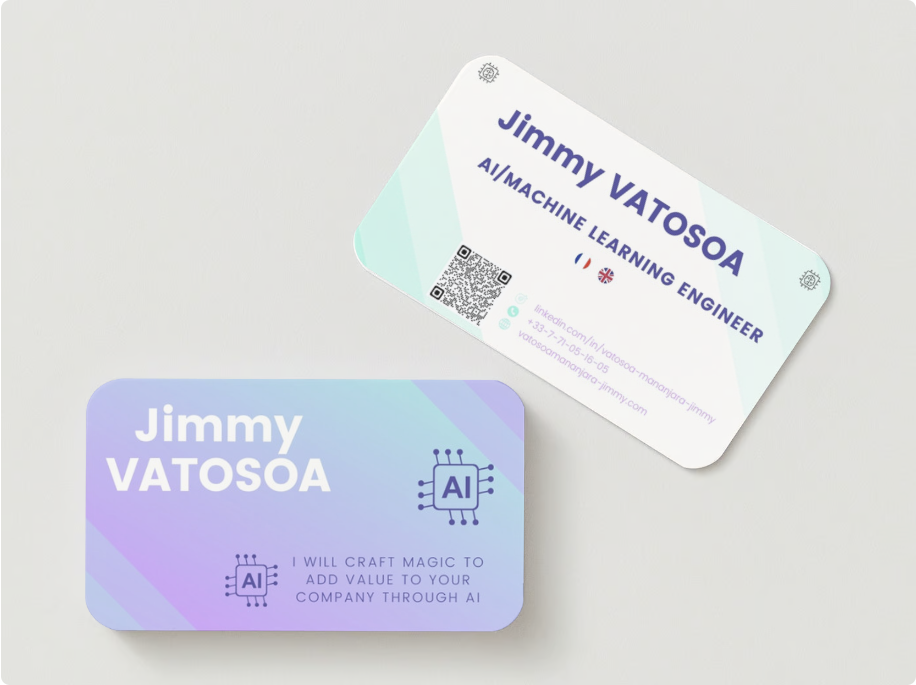 Jimmy VATOSOA
AI/MACHINE LEARNING ENGINEER
linkedin.com/in/vatosoa-mananjara-jimmy
+33-7-71-05-16-05
vatosoamananjara-jimmy.com
Jimmy
VATOSOA
AI
AI
I WILL CRAFT MAGIC TO
ADD VALUE TO YOUR
COMPANY THROUGH AI